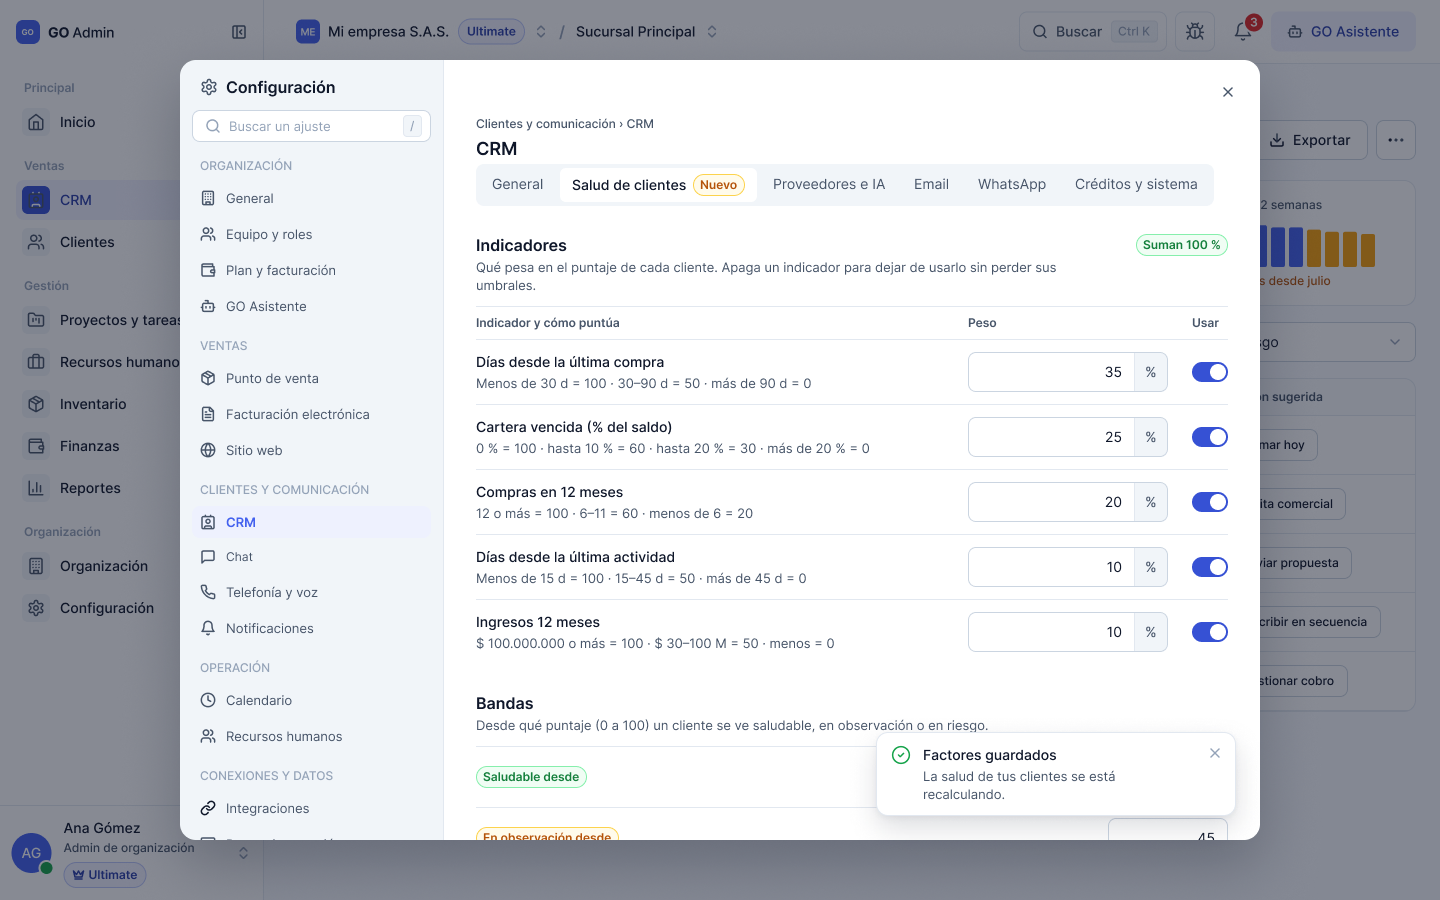 GO
GO Admin
ME
Mi empresa S.A.S.
Ultimate
/
Sucursal Principal
Buscar
Ctrl K
3
GO Asistente
Principal
Inicio
Ventas
CRM
Clientes
Gestión
Proyectos y tareas
Recursos humano
Inventario
Finanzas
Reportes
Organización
Organización
Configuración
AG
Ana Gómez
Admin de organización
Ultimate
Configuración
Buscar un ajuste
/
ORGANIZACIÓN
General
Equipo y roles
Plan y facturación
GO Asistente
VENTAS
Punto de venta
Facturación electrónica
Sitio web
CLIENTES Y COMUNICACIÓN
CRM
Chat
Telefonía y voz
Notificaciones
OPERACIÓN
Calendario
Recursos humanos
CONEXIONES Y DATOS
Integraciones
Clientes y comunicación › CRM
CRM
General
Salud de clientes
Nuevo
Proveedores e IA
Email
WhatsApp
Créditos y sistema
Indicadores
Suman 100 %
Qué pesa en el puntaje de cada cliente. Apaga un indicador para dejar de usarlo sin perder sus
umbrales.
Indicador y cómo puntúa
Peso
Usar
Días desde la última compra
Menos de 30 d = 100 · 30–90 d = 50 · más de 90 d = 0
35 %
Cartera vencida (% del saldo)
0 % = 100 · hasta 10 % = 60 · hasta 20 % = 30 · más de 20 % = 0
25 %
Compras en 12 meses
12 o más = 100 · 6–11 = 60 · menos de 6 = 20
20 %
Días desde la última actividad
Menos de 15 d = 100 · 15–45 d = 50 · más de 45 d = 0
10 %
Ingresos 12 meses
$ 100.000.000 o más = 100 · $ 30–100 M = 50 · menos = 0
10 %
Bandas
Desde qué puntaje (0 a 100) un cliente se ve saludable, en observación o en riesgo.
Saludable desde
En observación desde
45
Factores guardados
La salud de tus clientes se está
recalculando.
Exportar
2 semanas
s desde julio
sgo
n sugerida
mar hoy
ita comercial
viar propuesta
cribir en secuencia
stionar cobro